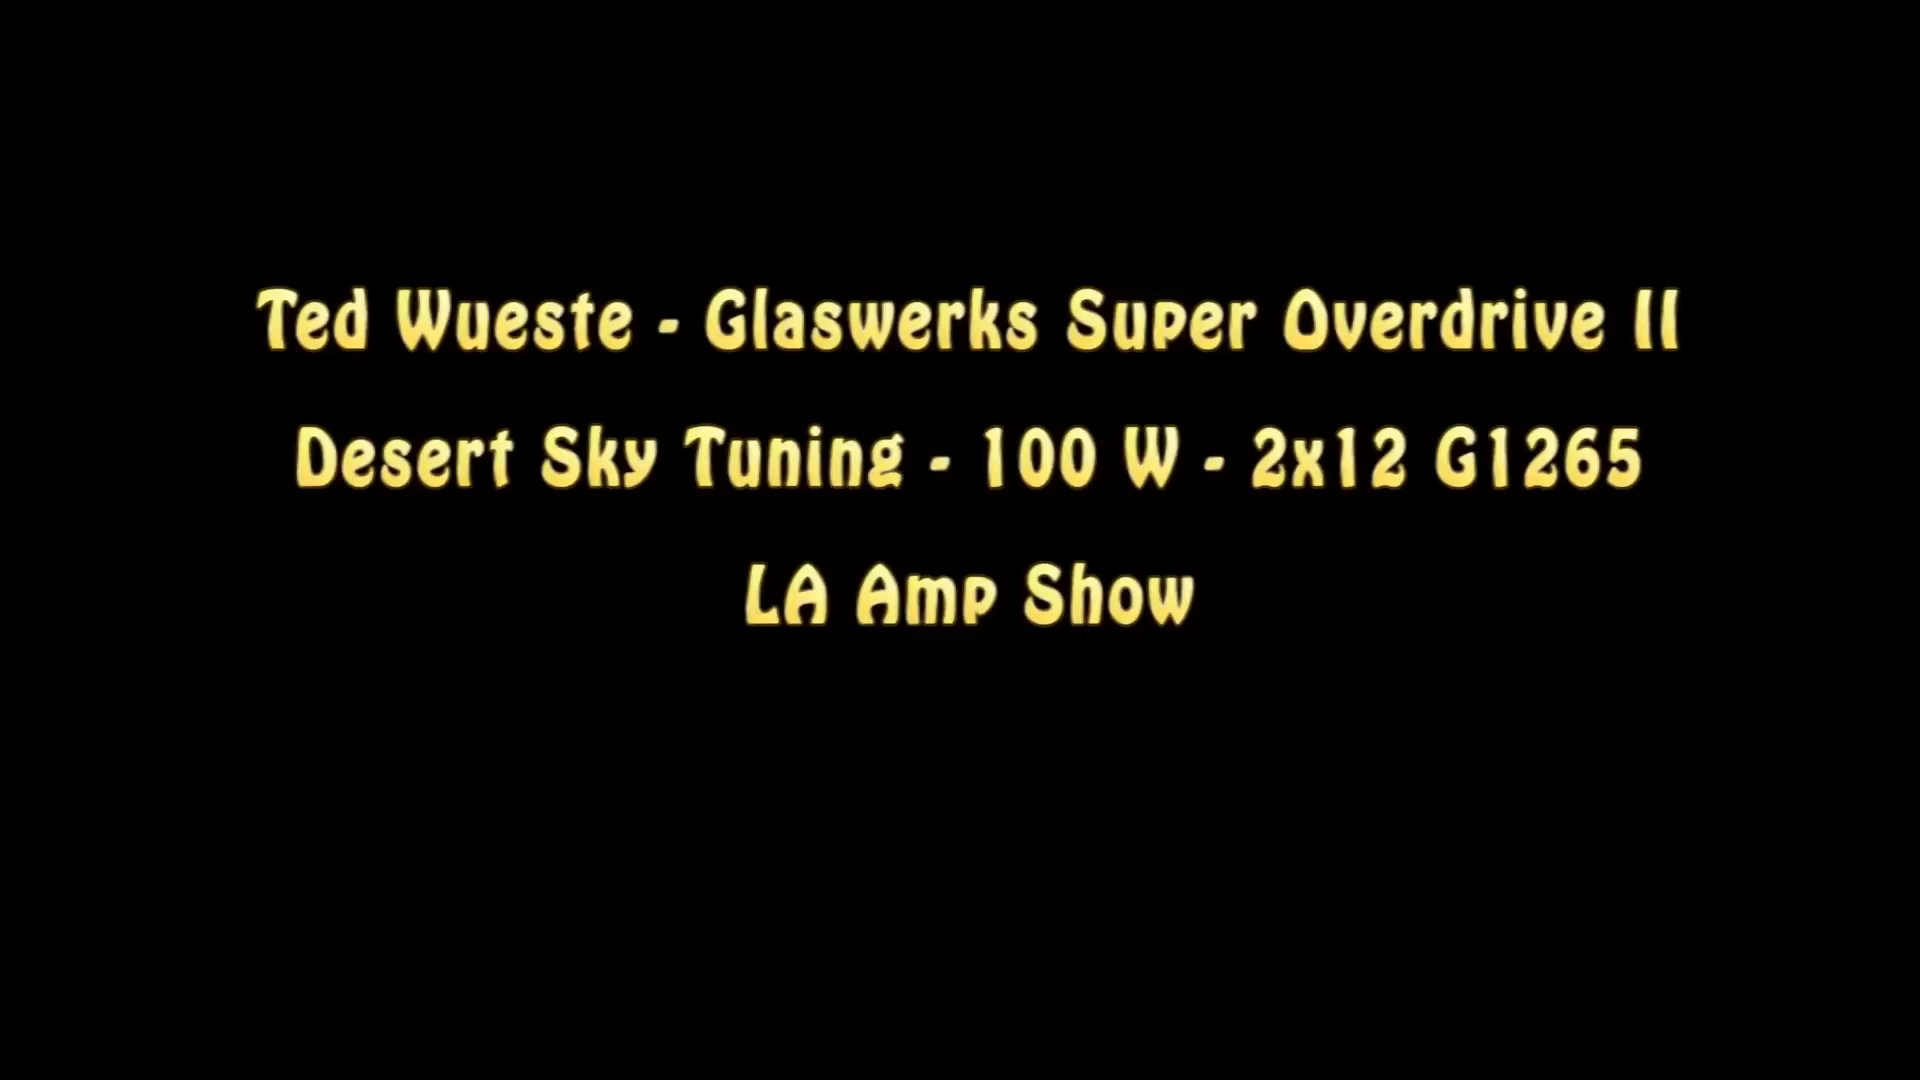 Ted Wueste - Glaswerks Super Overdrive II
Desert Sky Tuning - 100 W - 2x12 G1265
LA Amp Show